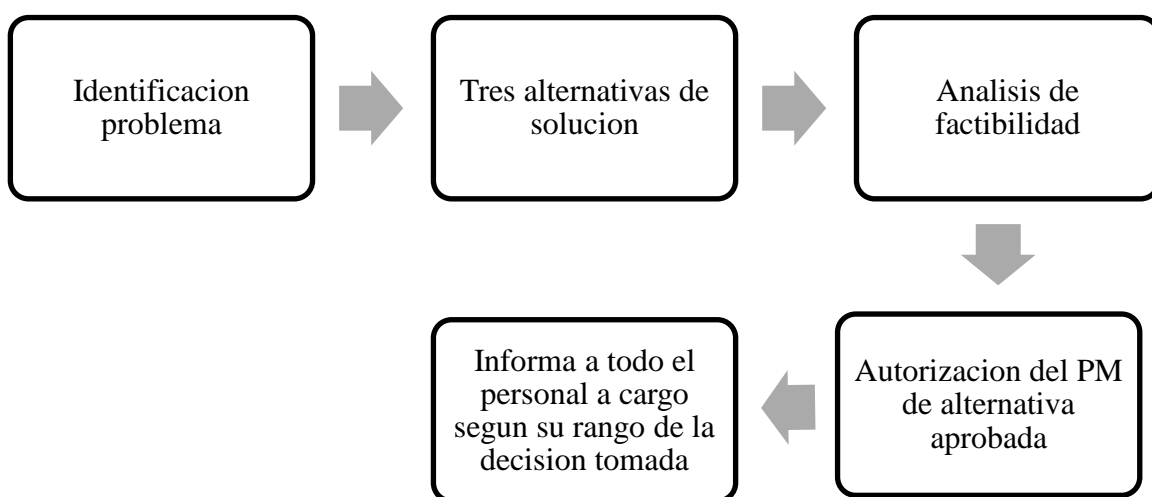 Identificacion
problema
Tres alternativas de
solucion
Analisis de
factibilidad
Autorizacion del PM
de alternativa
aprobada
Informa a todo el
personal a cargo
segun su rango de la
decision tomada